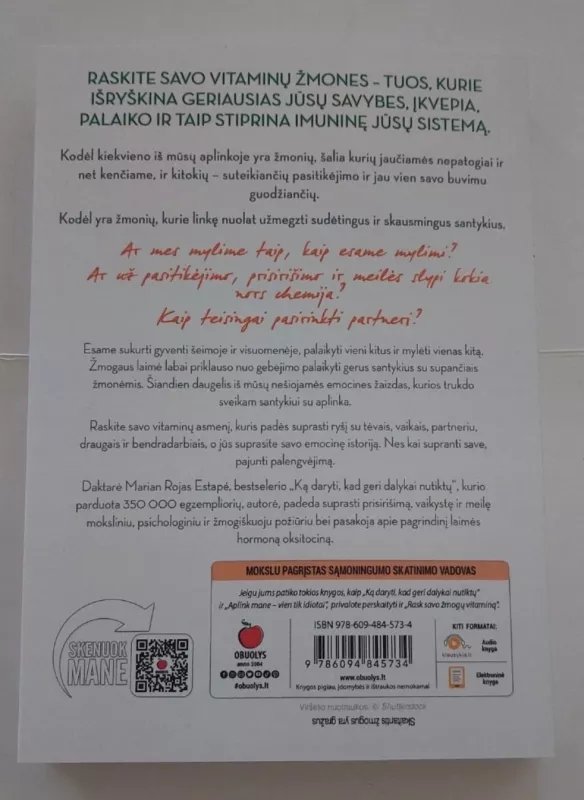 RASKITE SAVO VITAMINŲ ŽMONES – TUOS, KURIE
IŠRYŠKINA GERIAUSIAS JŪSŲ SAVYBES, ĮKVEPIA,
PALAIKO IR TAIP STIPRINA IMUNINĘ JŪSŲ SISTEMĄ.
Kodėl kiekvieno iš mūsų aplinkoje yra žmonių, šalia kurių jaučiamės nepatogiai ir
net kenčiame, ir kitokių – suteikiančių pasitikėjimo ir jau vien savo buvimu
guodžiančių.
Kodėl yra žmonių, kurie linkę nuolat užmegzti sudėtingus ir skausmingus santykius.
Ar mes mylime taip, kaip esame mylimi?
Ar už pasitikėjimo, prisirišimo ir meilės slypi kokia
nors chemija?
Kaip teisingai pasirinkti partnerį?
Esame sukurti gyventi šeimoje ir visuomenėje, palaikyti vieni kitus ir mylėti vienas kitą.
Žmogaus laimė labai priklauso nuo gebėjimo palaikyti gerus santykius su supančiais
žmonėmis. Šiandien daugelis iš mūsų nešiojamės emocines žaizdas, kurios trukdo
sveikam santykiui su aplinka.
Raskite savo vitaminų asmenį, kuris padės suprasti ryšį su tėvais, vaikais, partneriu,
draugais ir bendradarbiais, o jūs suprasite savo emocinę istoriją. Nes kai supranti save,
pajunti palengvėjimą.
Daktarė Marian Rojas Estapé, bestselerio „Ką daryti, kad geri dalykai nutiktų“, kurio
parduota 350 000 egzempliorių, autorė, padeda suprasti prisirišimą, vaikystę ir meilę
moksliniu, psichologiniu ir žmogiškuoju požiūriu bei pasakoja apie pagrindinį laimės
hormoną oksitociną.
MOKSLU PAGRĮSTAS SĄMONINGUMO SKATINIMO VADOVAS
Jeigu jums patiko tokios knygos, kaip „Ką daryti, kad geri dalykai nutiktų“
ir „Aplink mane – vien tik idiotai“, privalote perskaityti ir „Rask savo žmogų vitaminą“.
SKENUOK
MANE
OBUOLYS
anno 2004
#obuolys.lt
ISBN 978-609-484-573-4
9 786094 845734
www.obuolys.lt
Knygos pigiau, įdomybės ir ištraukos nemokamai
KITI FORMATAI:
Audio
knyga
Elektroninė
knyga
Viršelio nuotraukos: © Shutterstock
Skaitantis žmogus yra gražus